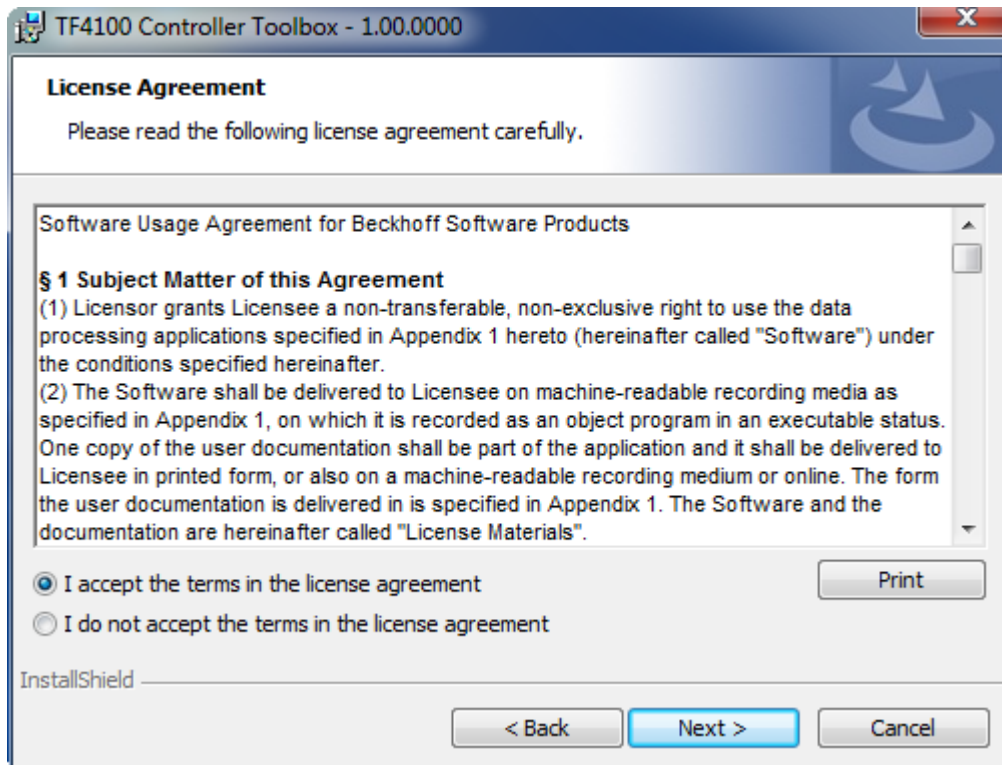 TF4100 Controller Toolbox - 1.00.0000
License Agreement
Please read the following license agreement carefully.
Software Usage Agreement for Beckhoff Software Products
§ 1 Subject Matter of this Agreement
(1) Licensor grants Licensee a non-transferable, non-exclusive right to use the data
processing applications specified in Appendix 1 hereto (hereinafter called "Software") under
the conditions specified hereinafter.
(2) The Software shall be delivered to Licensee on machine-readable recording media as
specified in Appendix 1, on which it is recorded as an object program in an executable status.
One copy of the user documentation shall be part of the application and it shall be delivered to
Licensee in printed form, or also on a machine-readable recording medium or online. The form
the user documentation is delivered in is specified in Appendix 1. The Software and the
documentation are hereinafter called "License Materials".
I accept the terms in the license agreement
Print
I do not accept the terms in the license agreement
InstallShield
< Back
Next >
Cancel